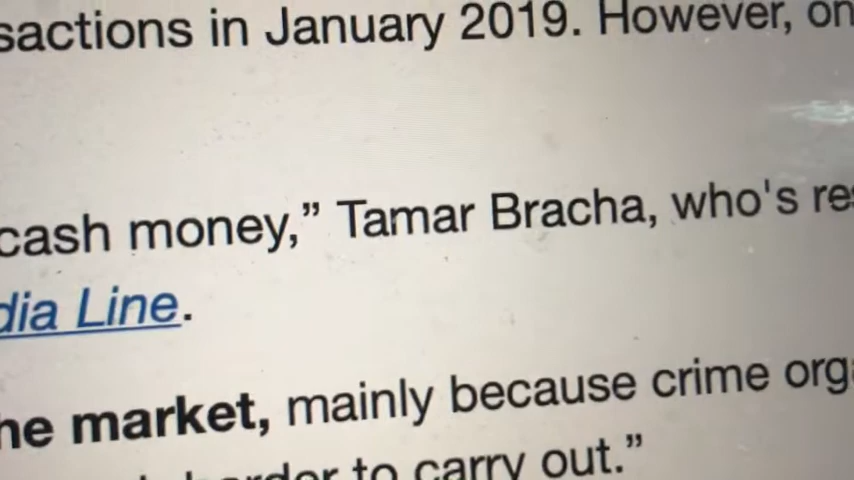 sactions in January 2019. However, on
cash money,” Tamar Bracha, who's re
dia Line.
he market, mainly because crime org
harder to carry out.”